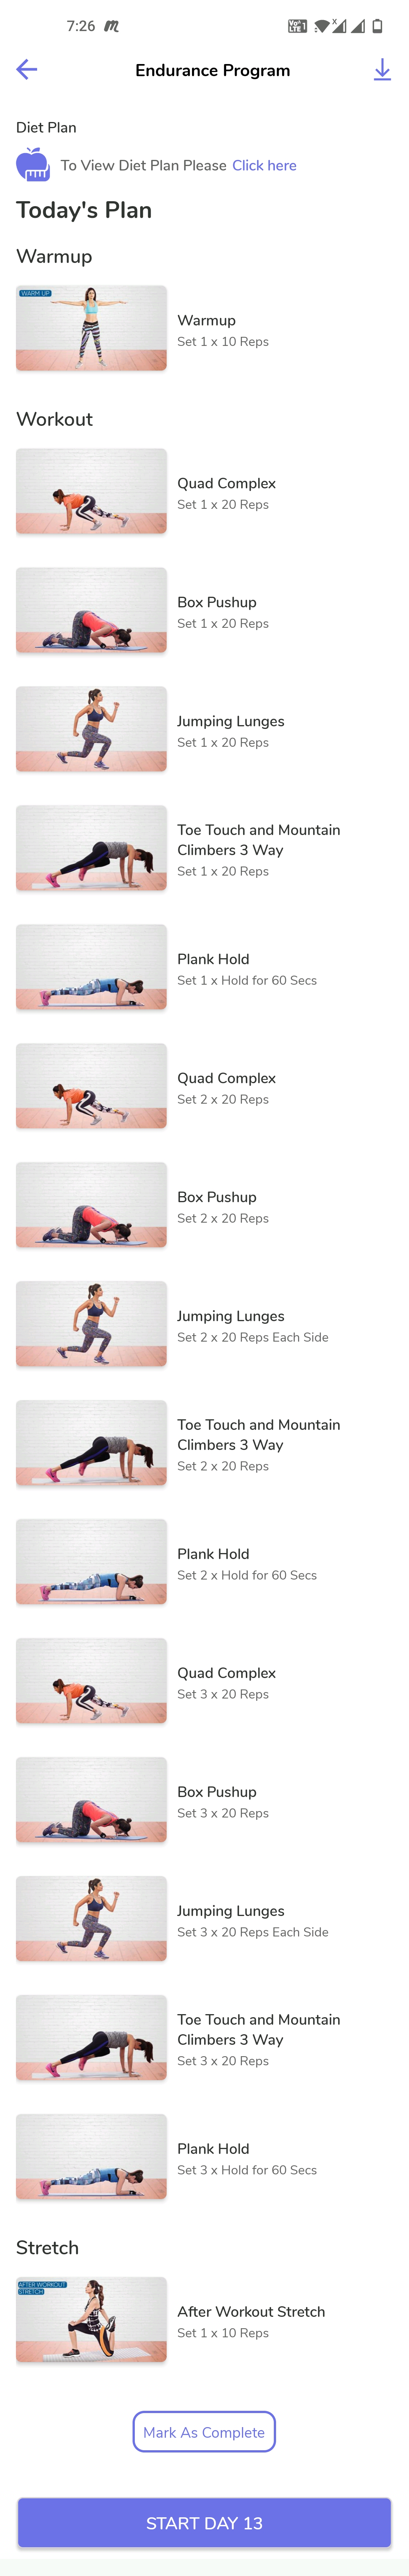 7:26
Endurance Program
Diet Plan
To View Diet Plan Please Click here
Today's Plan
Warmup
WARM UP
Warmup
Set 1 x 10 Reps
Workout
Quad Complex
Set 1 x 20 Reps
Box Pushup
Set 1 x 20 Reps
Jumping Lunges
Set 1 x 20 Reps
Toe Touch and Mountain
Climbers 3 Way
Set 1 x 20 Reps
Plank Hold
Set 1 x Hold for 60 Secs
Quad Complex
Set 2 x 20 Reps
Box Pushup
Set 2 x 20 Reps
Jumping Lunges
Set 2 x 20 Reps Each Side
Toe Touch and Mountain
Climbers 3 Way
Set 2 x 20 Reps
Plank Hold
Set 2 x Hold for 60 Secs
Quad Complex
Set 3 x 20 Reps
Box Pushup
Set 3 x 20 Reps
Jumping Lunges
Set 3 x 20 Reps Each Side
Toe Touch and Mountain
Climbers 3 Way
Set 3 x 20 Reps
Plank Hold
Set 3 x Hold for 60 Secs
Stretch
AFTER WORKOUT
STRETCH
After Workout Stretch
Set 1 x 10 Reps
Mark As Complete
START DAY 13